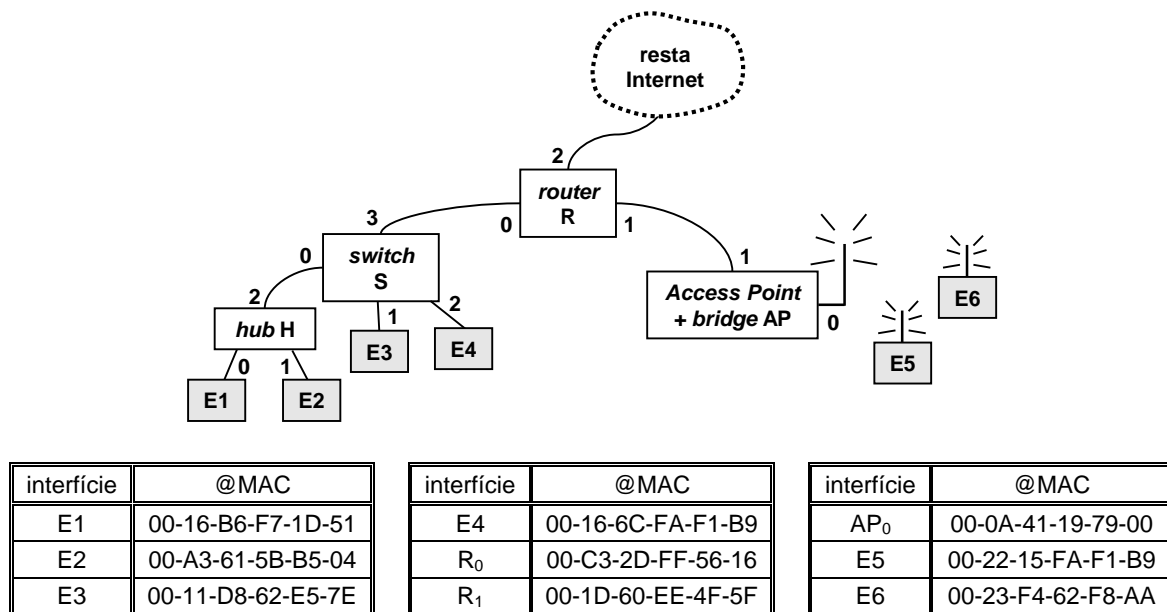 resta
Internet
2
router
R
3
0
1
0
switch
S
1
2
2
Access Point
+ bridge AP
0
E6
hub H
1
E3
E4
E5
0
1
E1
E2
interfície @MAC
E1 00-16-B6-F7-1D-51
E2 00-A3-61-5B-B5-04
E3 00-11-D8-62-E5-7E
interfície @MAC
E4 00-16-6C-FA-F1-B9
R0 00-C3-2D-FF-56-16
R1 00-1D-60-EE-4F-5F
interfície @MAC
AP0 00-0A-41-19-79-00
E5 00-22-15-FA-F1-B9
E6 00-23-F4-62-F8-AA